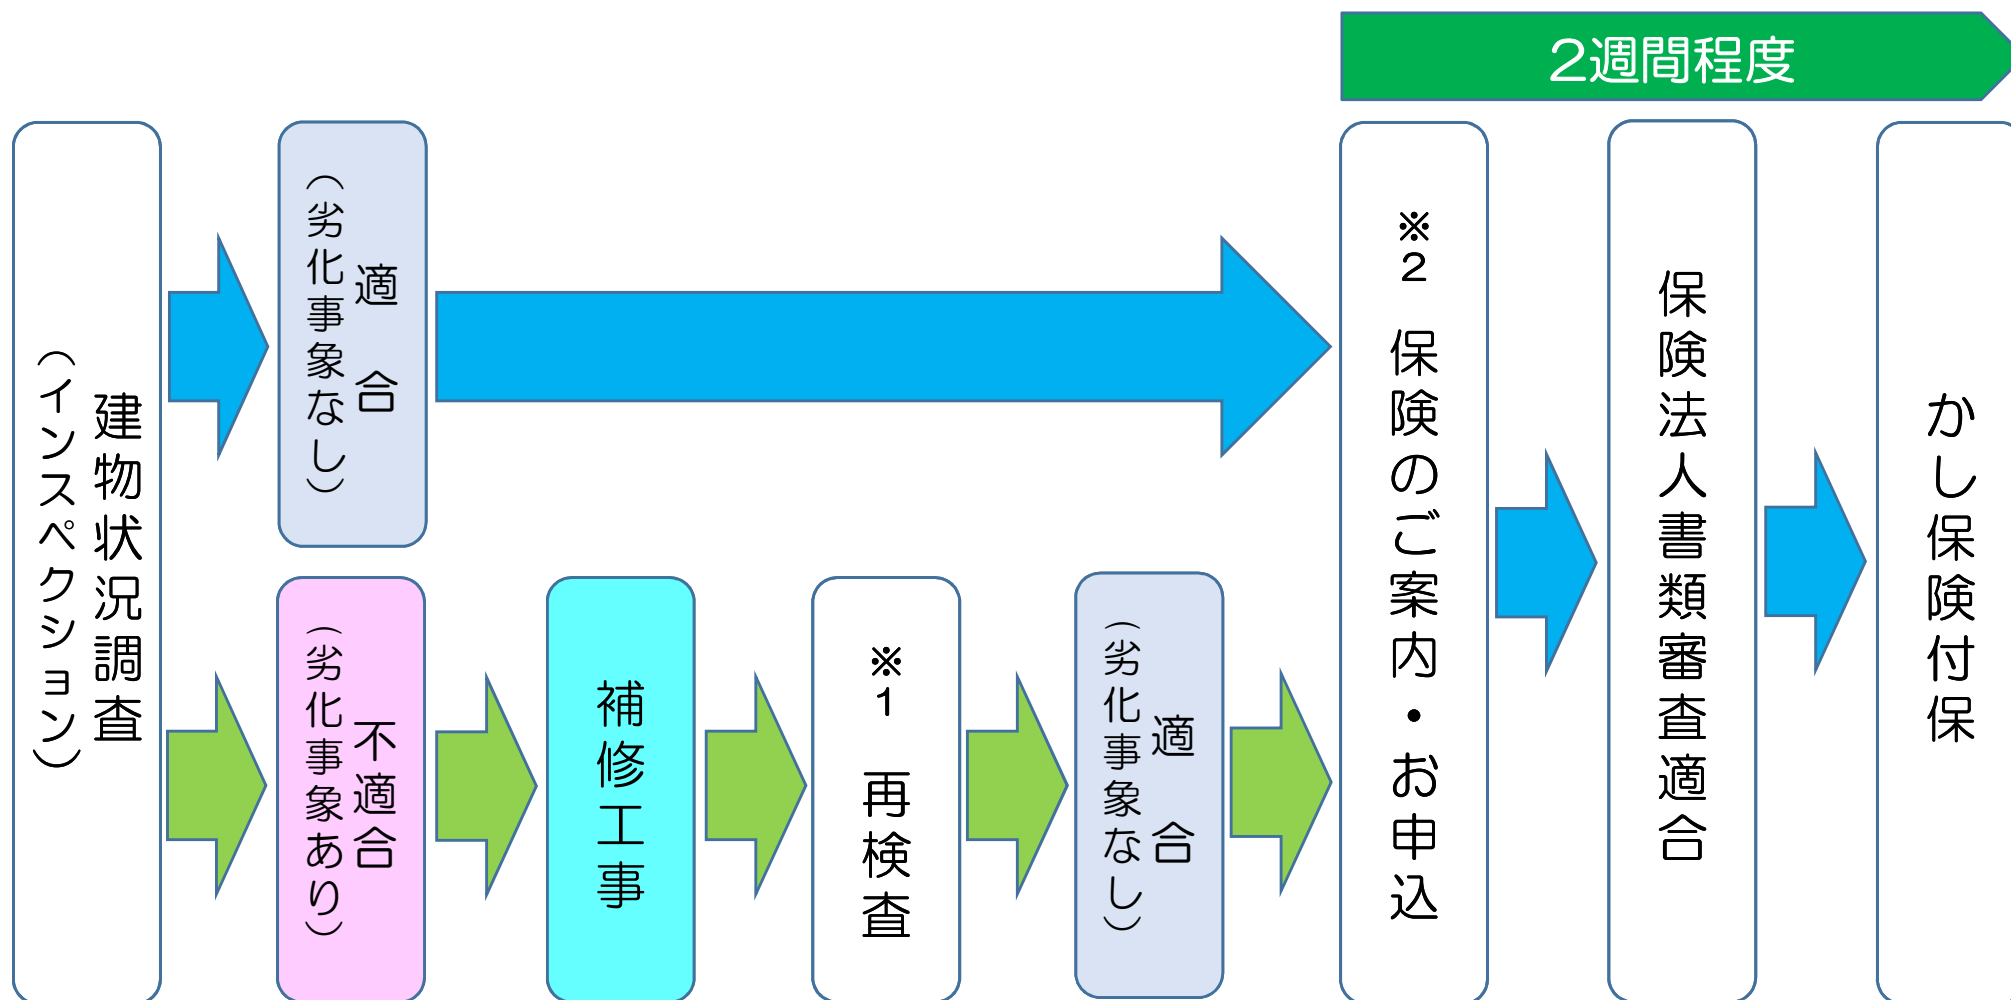 2週間程度
建物状況調査
（インスペクション）
適　合
（劣化事象なし）
不適合
（劣化事象あり）
補修工事
※1　再検査
適　合
（劣化事象なし）
※2　保険のご案内・お申込
保険法人書類審査適合
かし保険付保